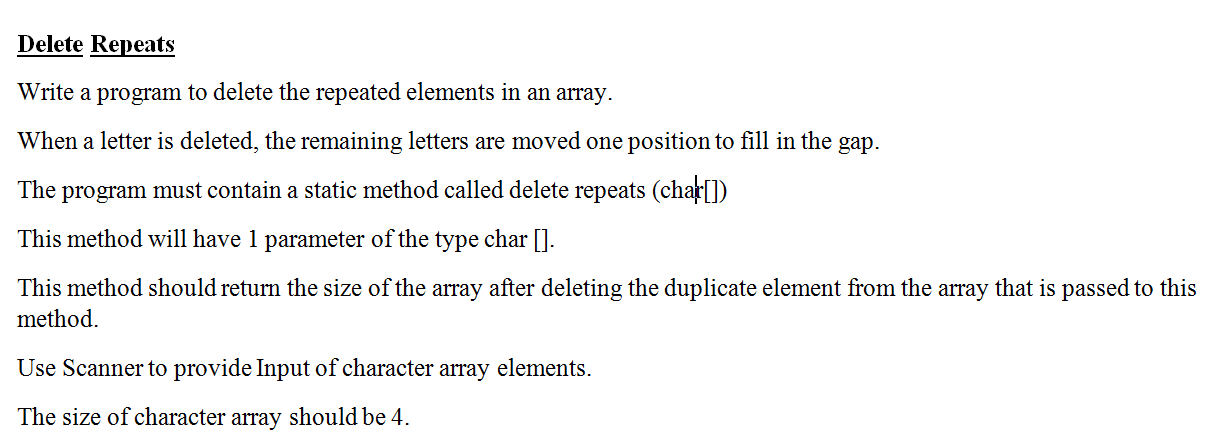 Delete Repeats
Write a program to delete the repeated elements in an array.
When a letter is deleted, the remaining letters are moved one position to fill in the gap.
The program must contain a static method called delete repeats (char[])
This method will have 1 parameter of the type char [].
This method should return the size of the array after deleting the duplicate element from the array that is passed to this
method.
Use Scanner to provide Input of character array elements.
The size of character array should be 4.